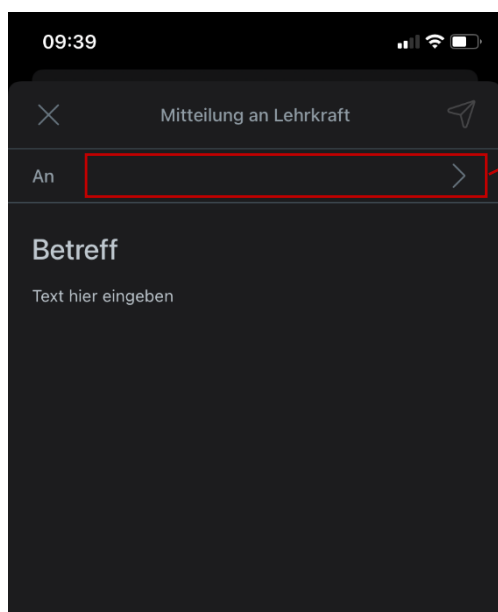 09:39
Mitteilung an Lehrkraft
An
Betreff
Text hier eingeben